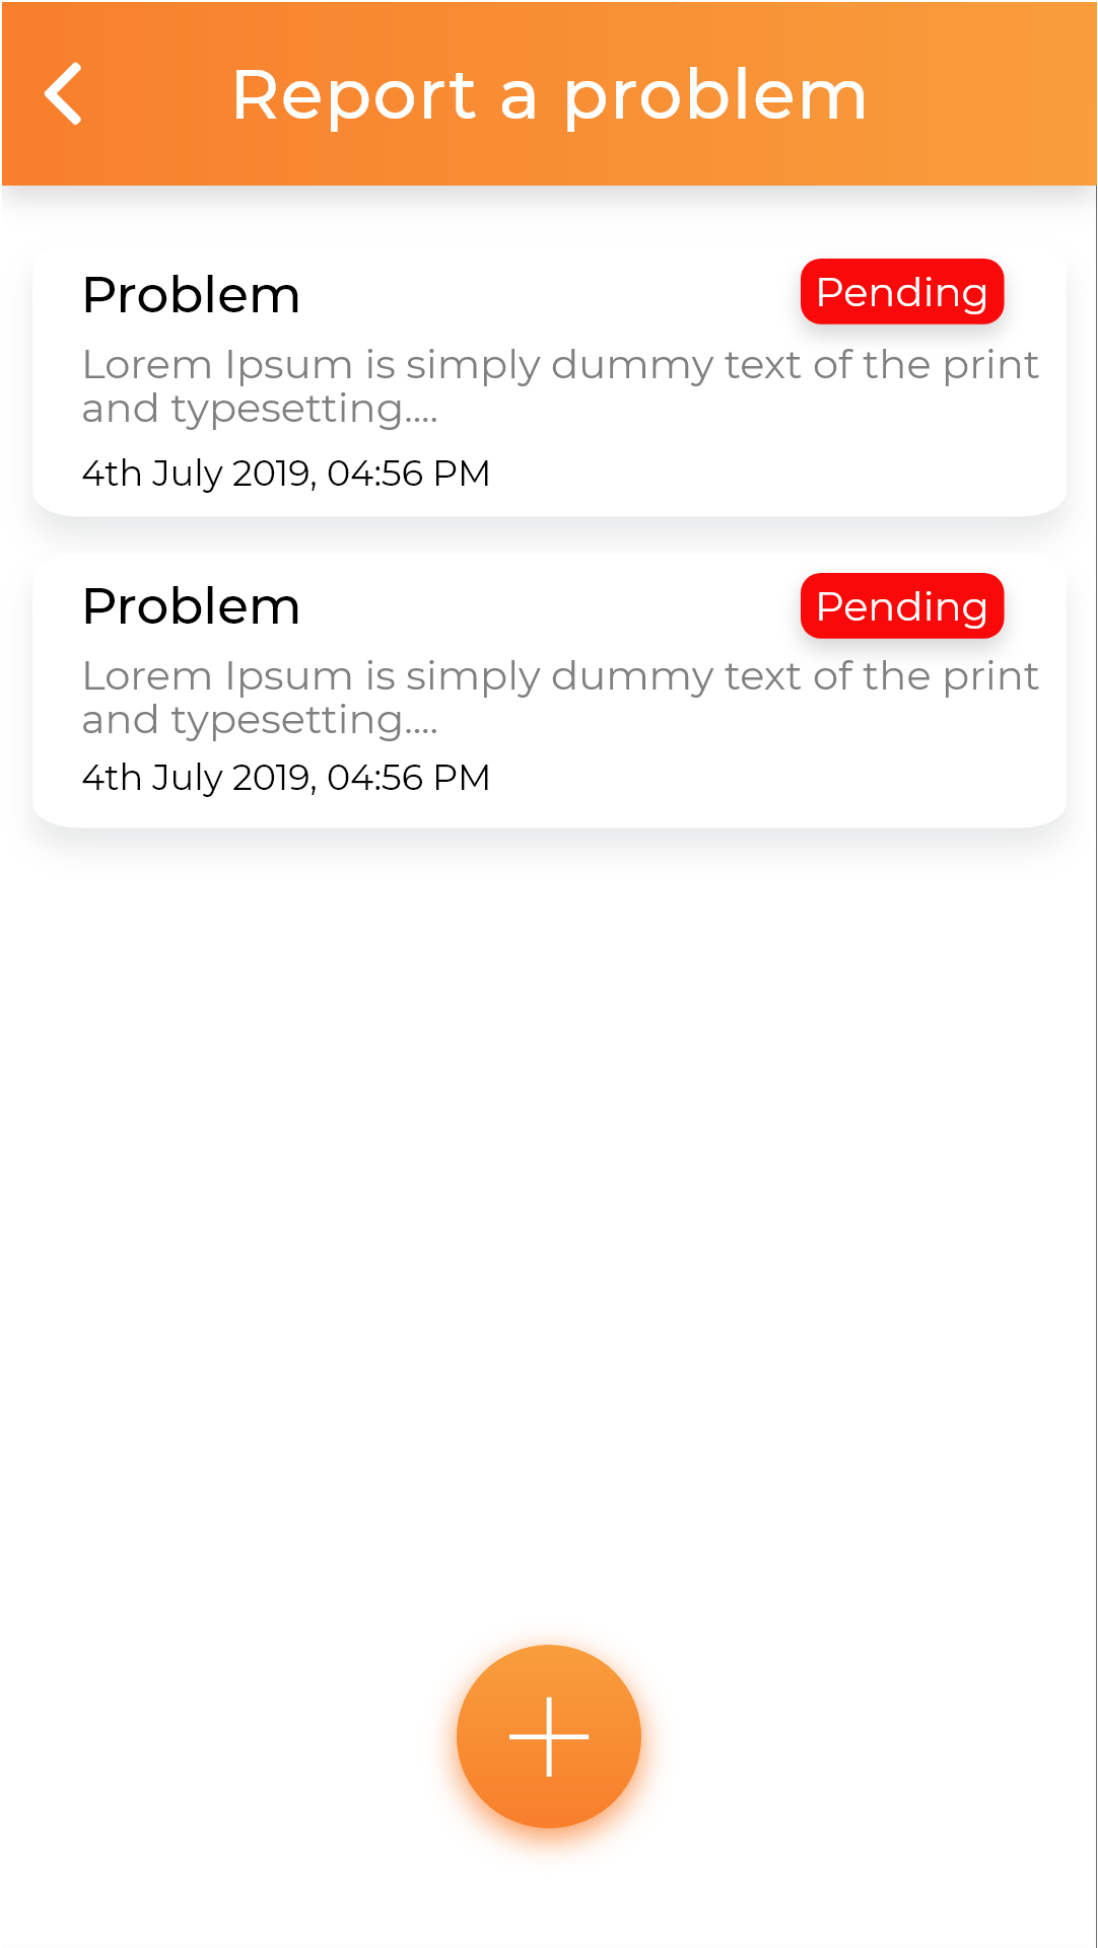 Report a problem
Problem
Pending
Lorem Ipsum is simply dummy text of the print
and typesetting....
4th July 2019, 04:56 PM
Problem
Pending
Lorem Ipsum is simply dummy text of the print
and typesetting....
4th July 2019, 04:56 PM